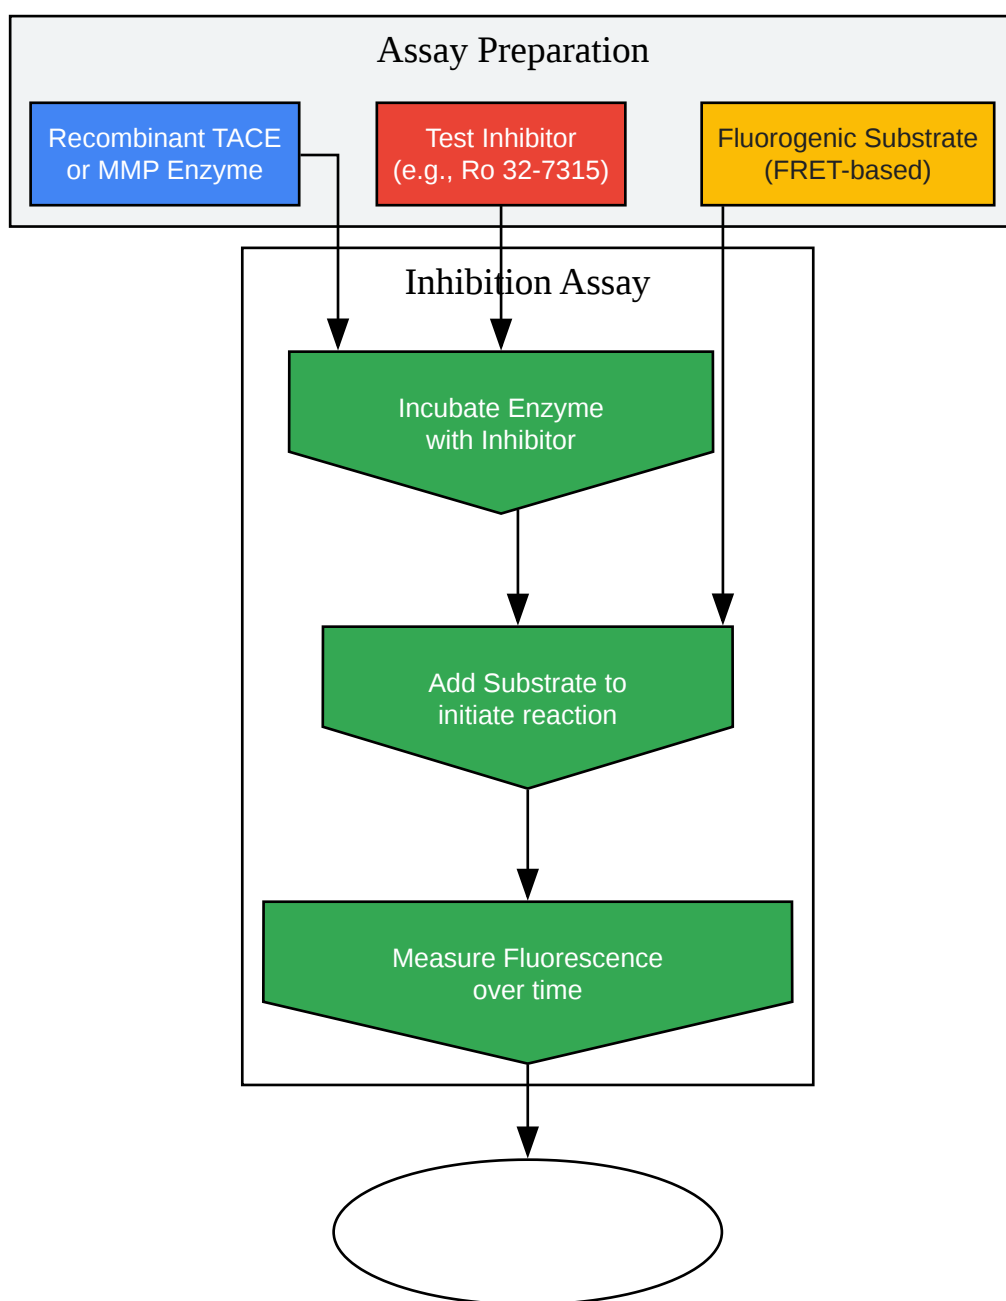 Assay Preparation
Recombinant TACE
or MMP Enzyme
Test Inhibitor
(e.g., Ro 32-7315)
Fluorogenic Substrate
(FRET-based)
Inhibition Assay
Incubate Enzyme
with Inhibitor
Add Substrate to
initiate reaction
Measure Fluorescence
over time